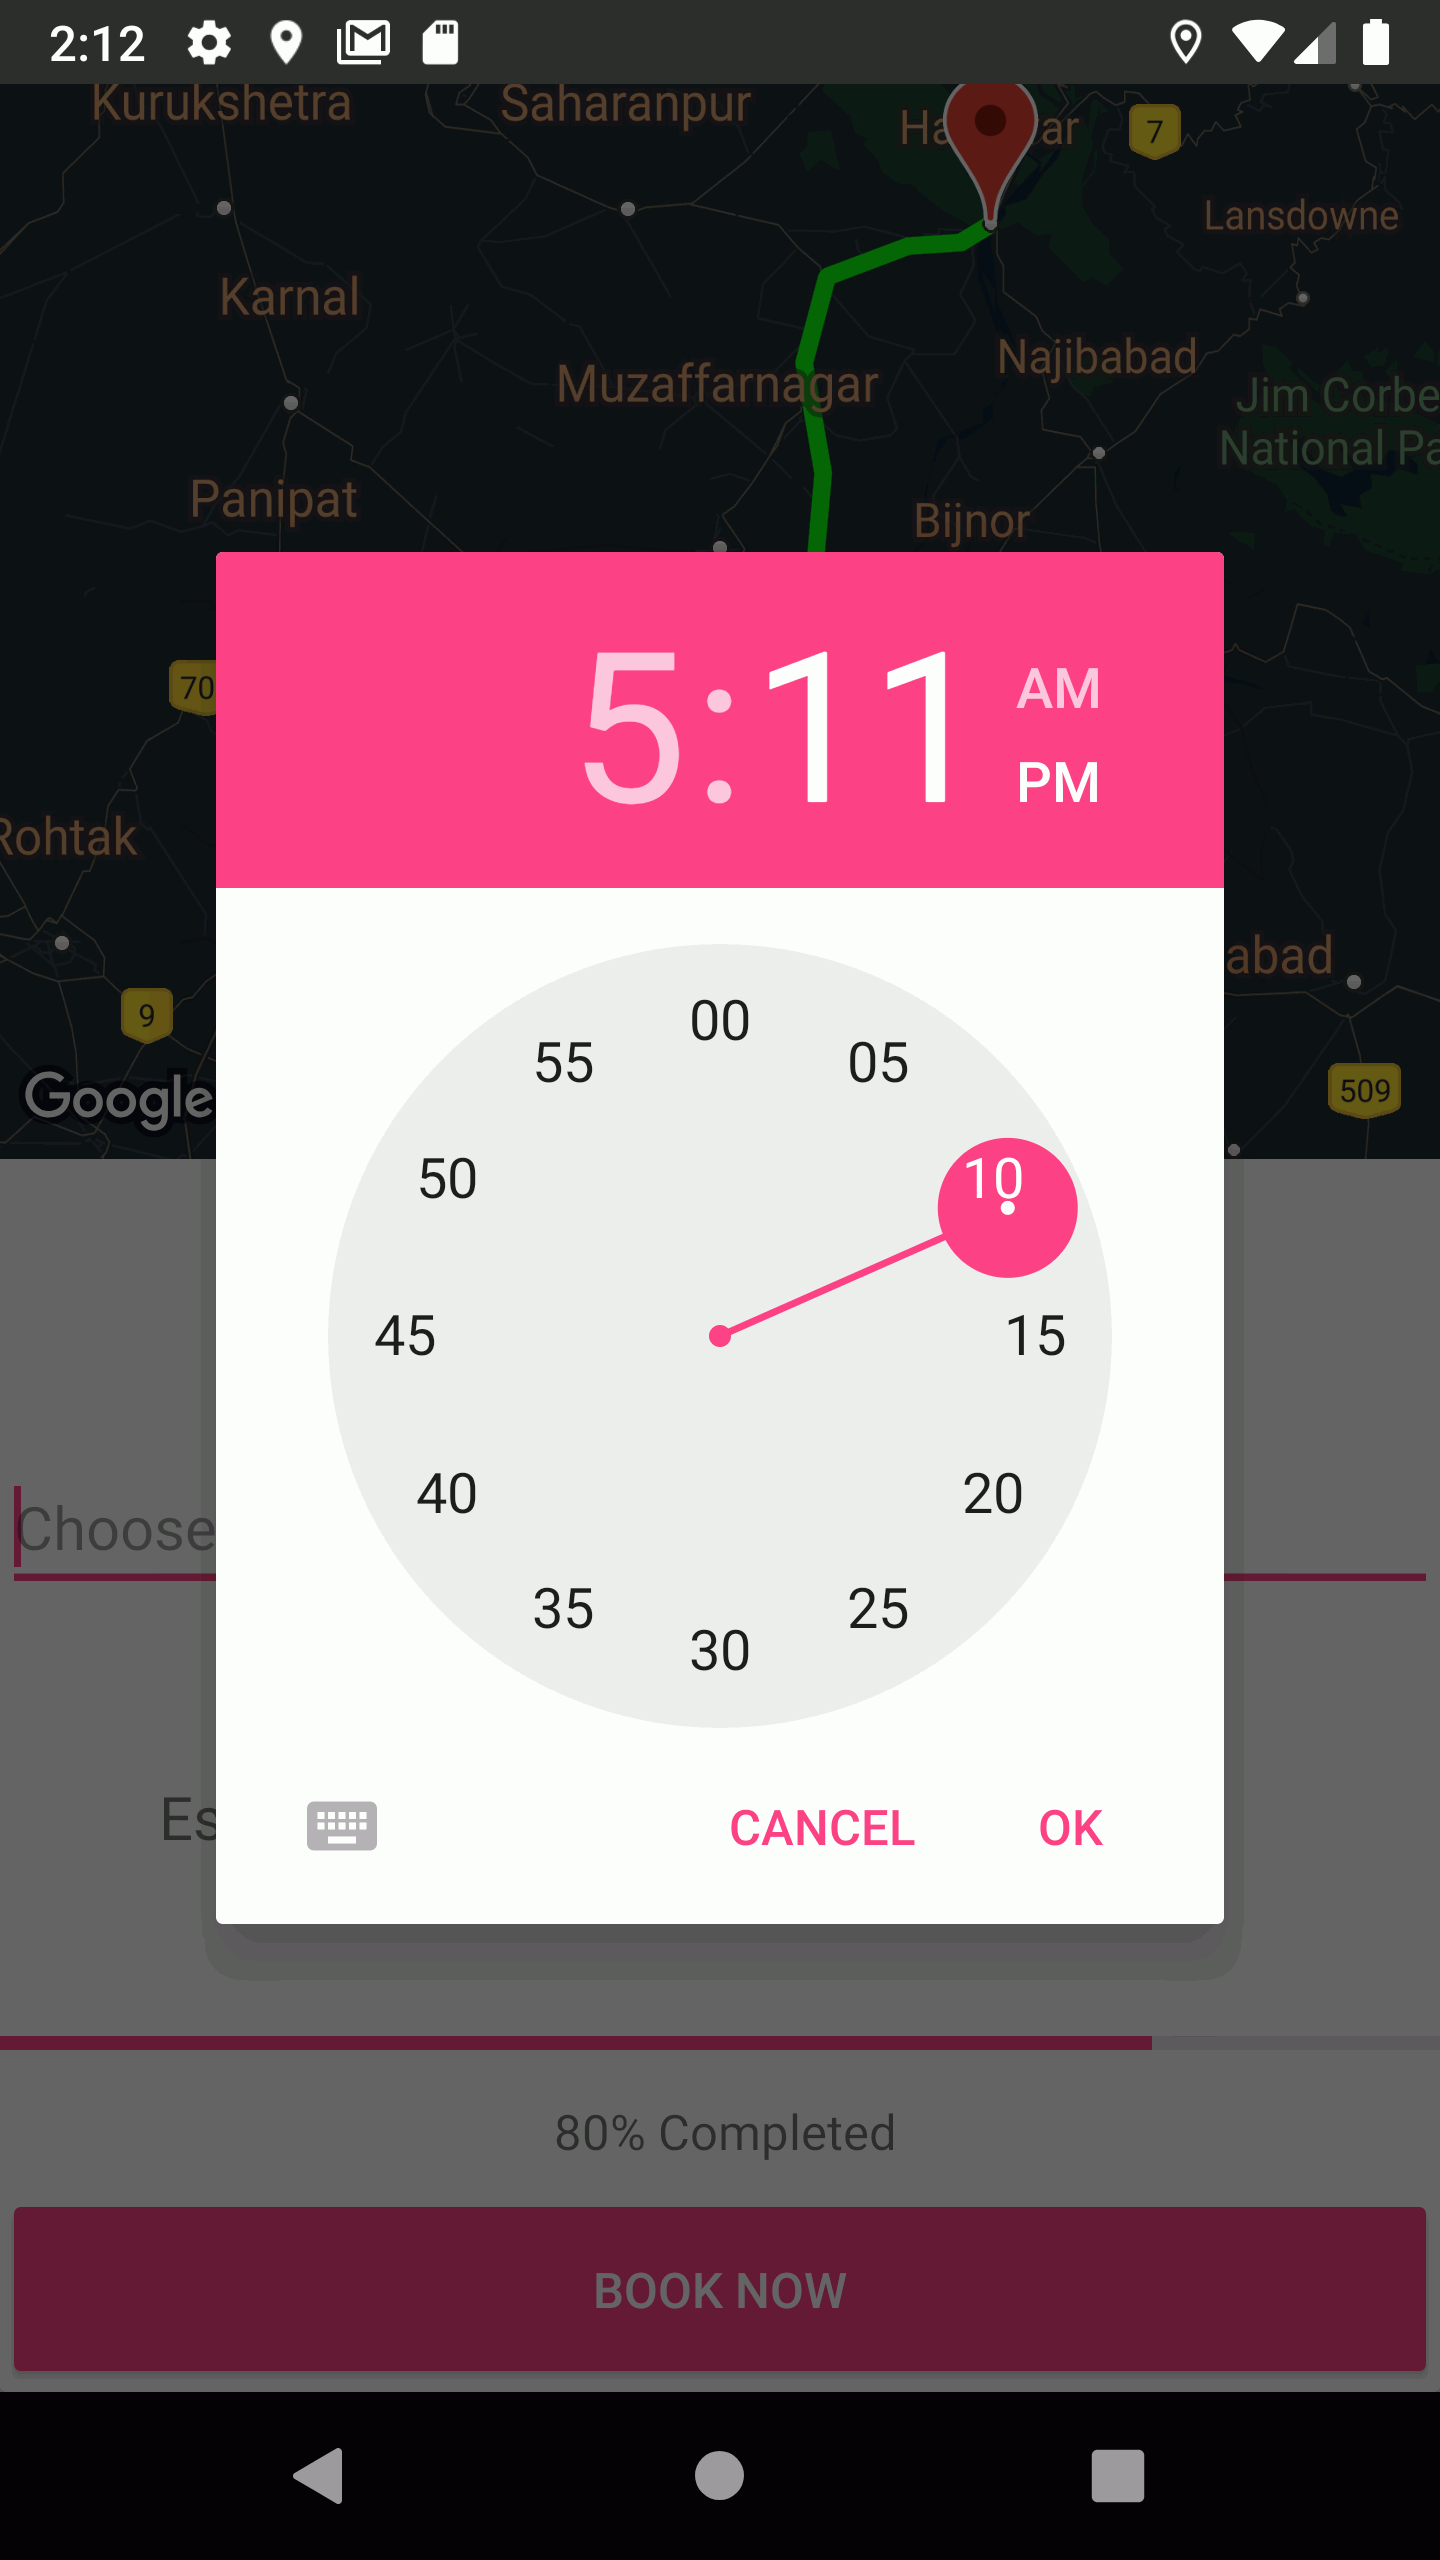 2:12
Kurukshetra
Saharanpur
7
Lansdowne
Karnal
Najibabad
Muzaffarnagar
Jim Corbe
National Pa
Panipat
Bijnor
5:11
AM
PM
70
Rohtak
abad
9
Google
509
00
55
05
50
10
45
15
40
20
35
25
30
Choose
Es
CANCEL
OK
80% Completed
BOOK NOW